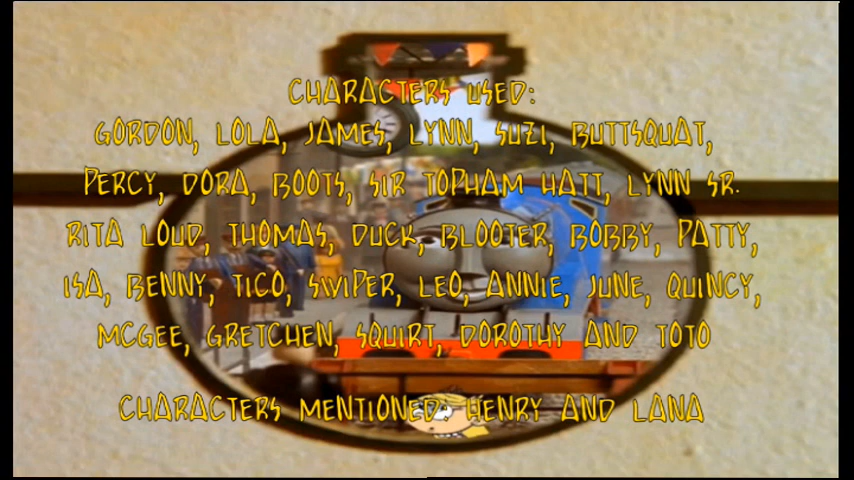 CHARACTERS USED:
GORDON, LOLA, JAMES, LYNN, SUZI, BUTTSQUAT,
PERCY, DORA, BOOTS, SIR TOPHAM HATT, LYNN SR.
RITA LOUD, THOMAS, DUCK, BLOOTER, BOBBY, PATTY,
ISA, BENNY, TICO, SWIPER, LEO, ANNIE, JUNE, QUINCY,
MCGEE, GRETCHEN, SQUIRT, DOROTHY AND TOTO
CHARACTERS MENTIONED: HENRY AND LANA